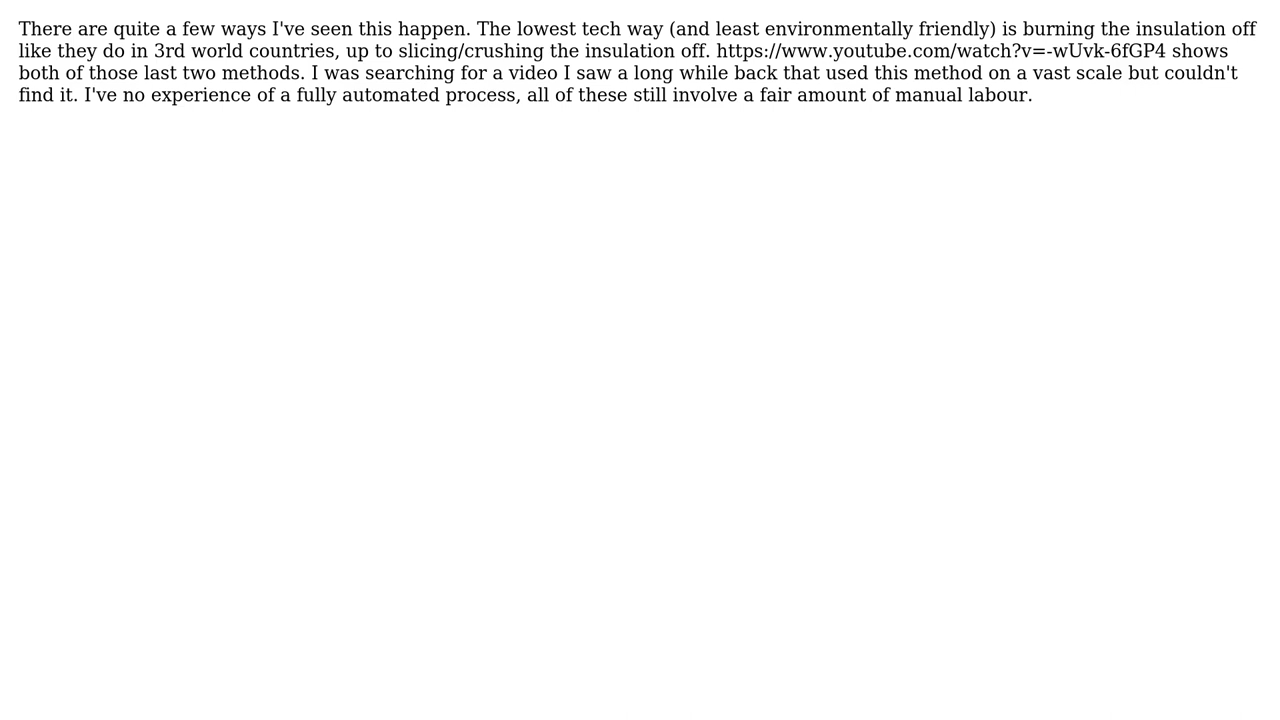 There are quite a few ways I've seen this happen. The lowest tech way (and least environmentally friendly) is burning the insulation off
like they do in 3rd world countries, up to slicing/crushing the insulation off. https://www.youtube.com/watch?v=-wUvk-6fGP4 shows
both of those last two methods. I was searching for a video I saw a long while back that used this method on a vast scale but couldn't
find it. I've no experience of a fully automated process, all of these still involve a fair amount of manual labour.